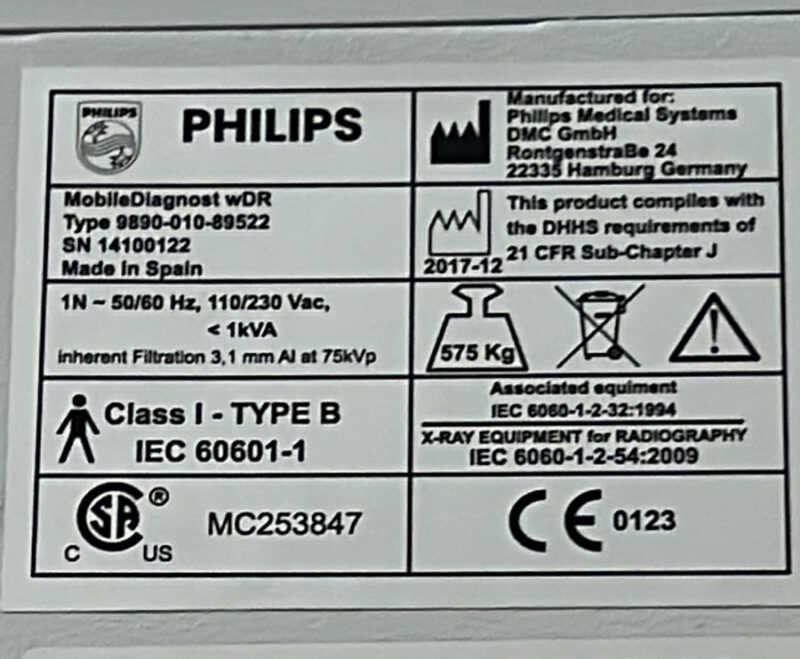 PHILIPS
PHILIPS
Manufactured for:
Philips Medical Systems
DMC GmbH
RontgenstraBe 24
22335 Hamburg Germany
MobileDiagnost wDR
Type 9890-010-89522
SN 14100122
Made in Spain
2017-12
This product complies with
the DHHS requirements of
21 CFR Sub-Chapter J
1N ~ 50/60 Hz, 110/230 Vac,
< 1kVA
inherent Filtration 3,1 mm Al at 75kVp
575 Kg
Class I - TYPE B
IEC 60601-1
Associated equiment
IEC 6060-1-2-32:1994
X-RAY EQUIPMENT for RADIOGRAPHY
IEC 6060-1-2-54:2009
CSA ®
C US
MC253847
CE 0123